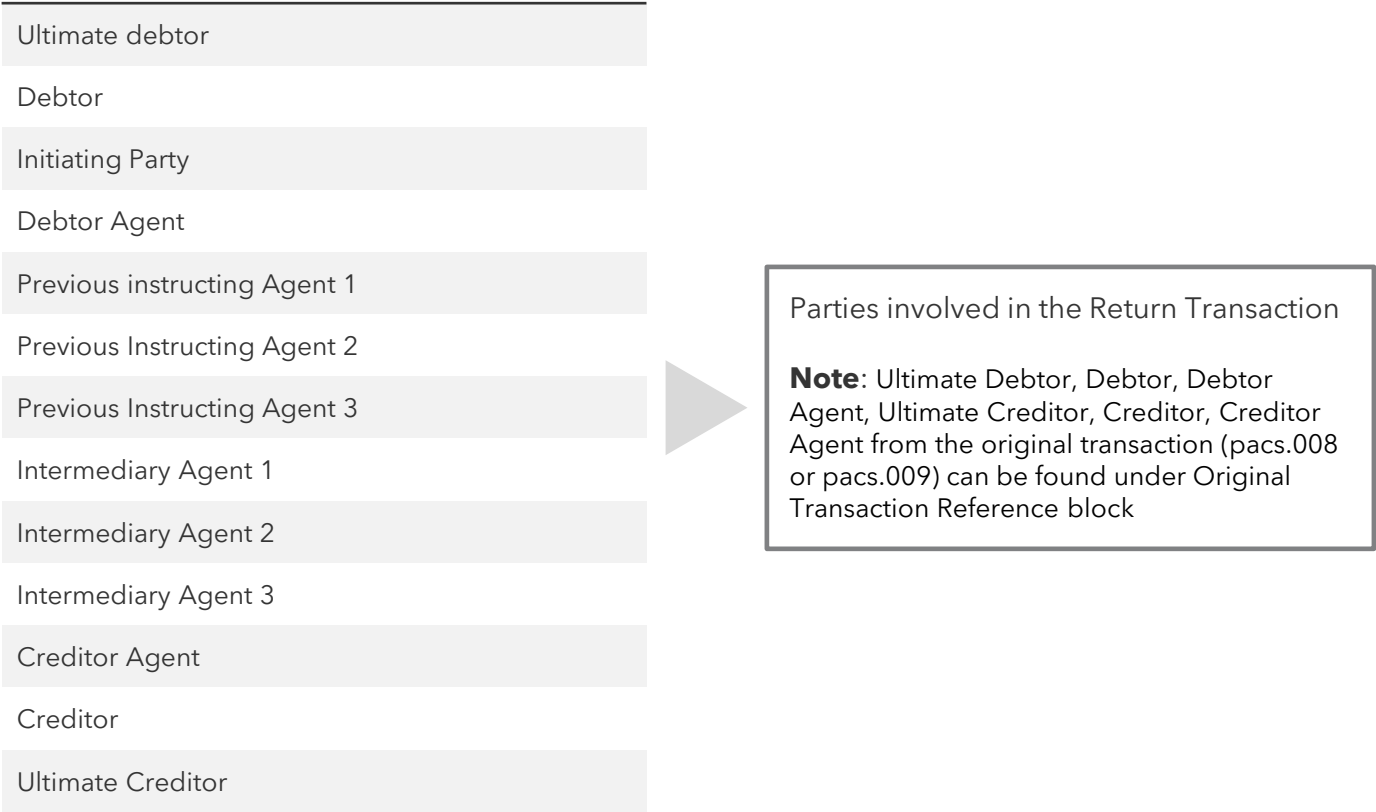 Ultimate debtor
Debtor
Initiating Party
Debtor Agent
Previous instructing Agent 1
Previous Instructing Agent 2
Previous Instructing Agent 3
Intermediary Agent 1
Intermediary Agent 2
Intermediary Agent 3
Creditor Agent
Creditor
Ultimate Creditor
Parties involved in the Return Transaction
Note: Ultimate Debtor, Debtor, Debtor
Agent, Ultimate Creditor, Creditor, Creditor
Agent from the original transaction (pacs.008
or pacs.009) can be found under Original
Transaction Reference block